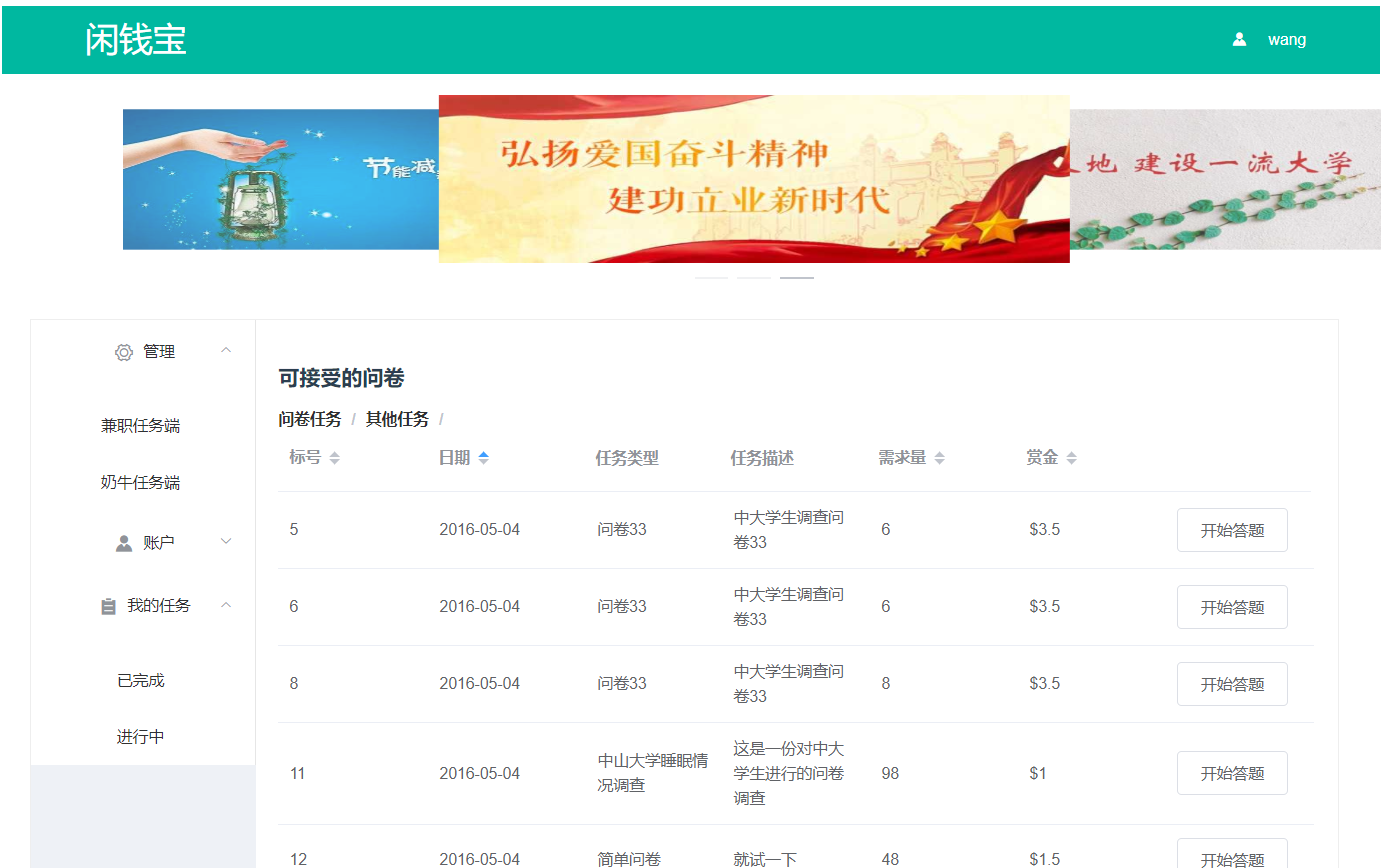 闲钱宝
wang
节能减
弘扬爱国奋斗精神
建功立业新时代
地 建设一流大学
管理
兼职任务端
奶牛任务端
账户
我的任务
已完成
进行中
可接受的问卷
问卷任务 / 其他任务 /
标号 日期 任务类型 任务描述 需求量 赏金
5 2016-05-04 问卷33 中大学生调查问 6 $3.5 开始答题
卷33
6 2016-05-04 问卷33 中大学生调查问 6 $3.5 开始答题
卷33
8 2016-05-04 问卷33 中大学生调查问 8 $3.5 开始答题
卷33
11 2016-05-04 中山大学睡眠情 这是一份对中大 98 $1 开始答题
况调查 学生进行的问卷
调查
12 2016-05-04 简单问卷 就试一下 48 $1.5 开始答题